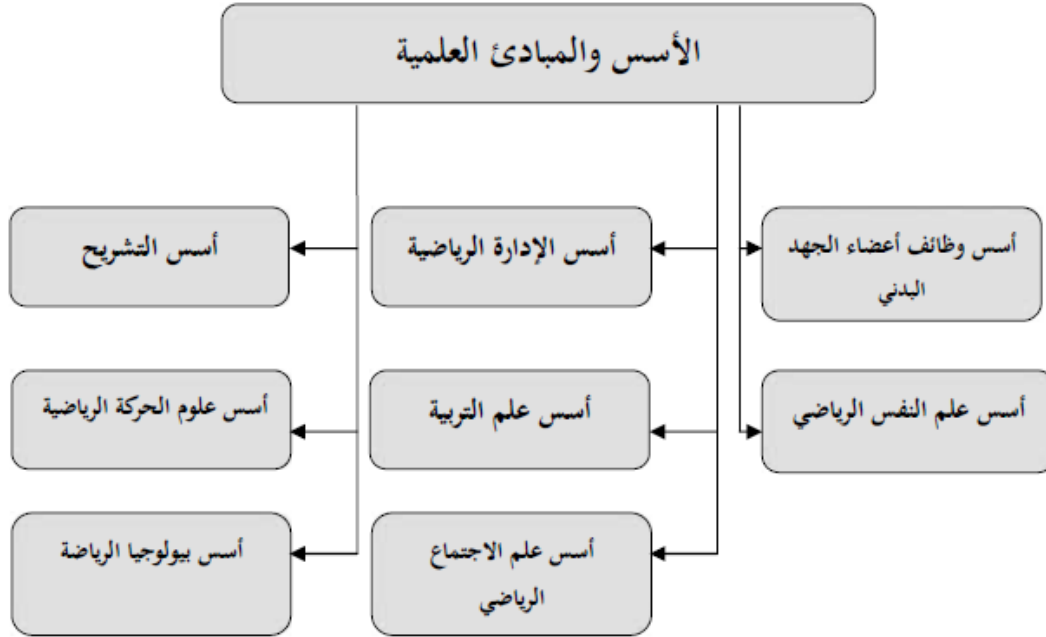 الأسس والمبادئ العلمية
أسس وظائف أعضاء الجهد
البدني
أسس الإدارة الرياضية
أسس التشريح
أسس علم النفس الرياضي
أسس علم التربية
أسس علوم الحركة الرياضية
أسس علم الاجتماع
الرياضي
أسس بيولوجيا الرياضة